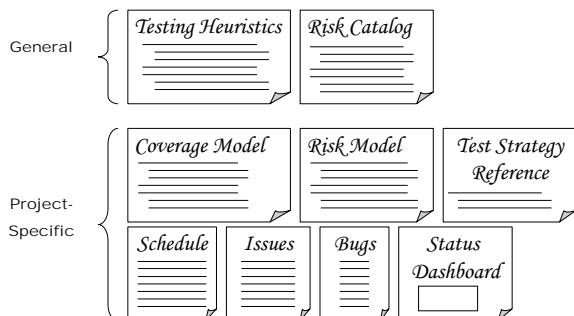 General
Testing Heuristics
Risk Catalog
Project-
Specific
Coverage Model
Risk Model
Test Strategy
Reference
Schedule
Issues
Bugs
Status
Dashboard